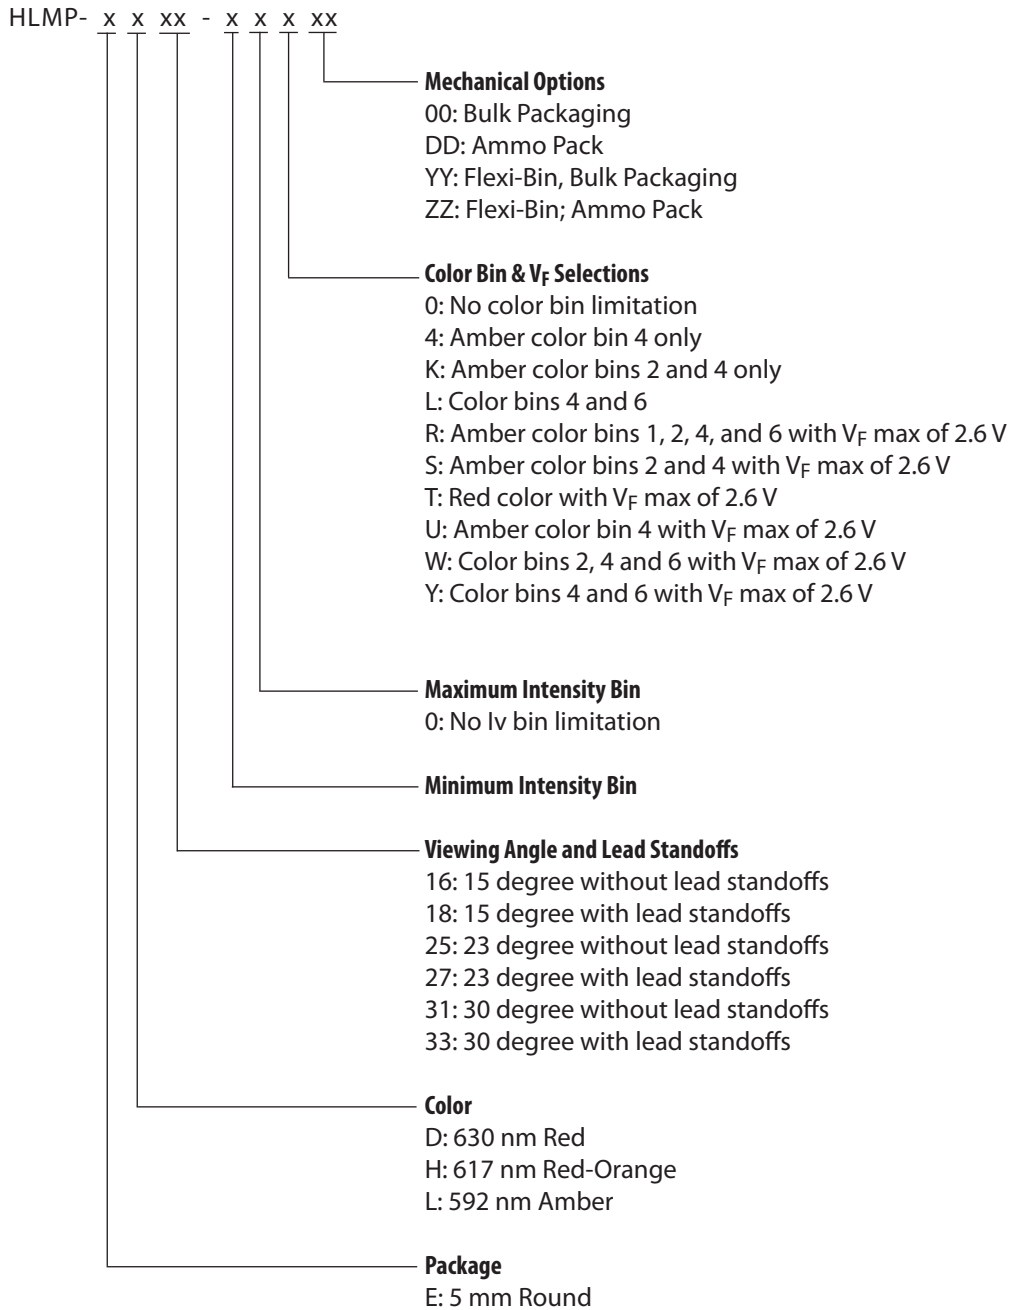 HLMP- x x xx - x x x xx
Mechanical Options
00: Bulk Packaging
DD: Ammo Pack
YY: Flexi-Bin, Bulk Packaging
ZZ: Flexi-Bin; Ammo Pack
Color Bin & VF Selections
0: No color bin limitation
4: Amber color bin 4 only
K: Amber color bins 2 and 4 only
L: Color bins 4 and 6
R: Amber color bins 1, 2, 4, and 6 with VF max of 2.6 V
S: Amber color bins 2 and 4 with VF max of 2.6 V
T: Red color with VF max of 2.6 V
U: Amber color bin 4 with VF max of 2.6 V
W: Color bins 2, 4 and 6 with VF max of 2.6 V
Y: Color bins 4 and 6 with VF max of 2.6 V
Maximum Intensity Bin
0: No Iv bin limitation
Minimum Intensity Bin
Viewing Angle and Lead Standoffs
16: 15 degree without lead standoffs
18: 15 degree with lead standoffs
25: 23 degree without lead standoffs
27: 23 degree with lead standoffs
31: 30 degree without lead standoffs
33: 30 degree with lead standoffs
Color
D: 630 nm Red
H: 617 nm Red-Orange
L: 592 nm Amber
Package
E: 5 mm Round